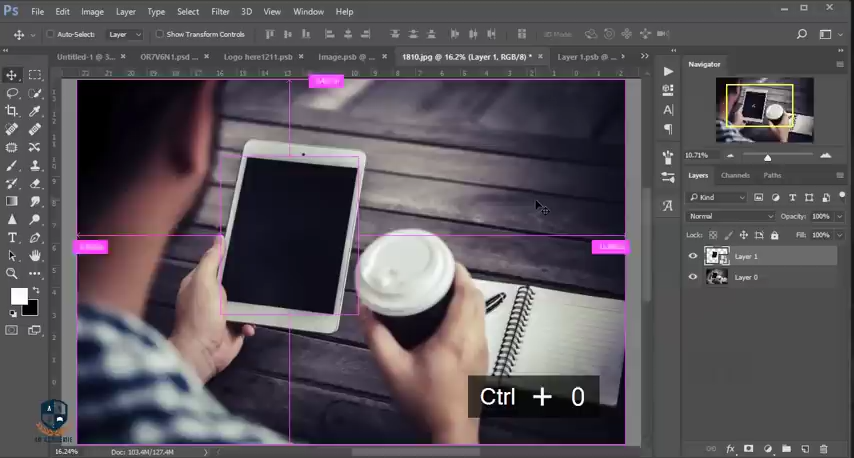 Ps File Edit Image Layer Type Select Filter 3D View Window Help
Auto-Select: Layer Show Transform Controls 3D Mode:
Untitled-1 @ 3... × OR7V6N1.psd ... × Logo here1211.psb × Image.psb @ ... × 1810.jpg @ 16.2% (Layer 1, RGB/8) * × Layer 1.psb @ ... ×
Navigator
10.71%
Layers Channels Paths
Kind
Normal Opacity: 100%
Lock: Fill: 100%
Layer 1
Layer 0
Ctrl + 0
16.24% Doc: 103.4M/127.4M